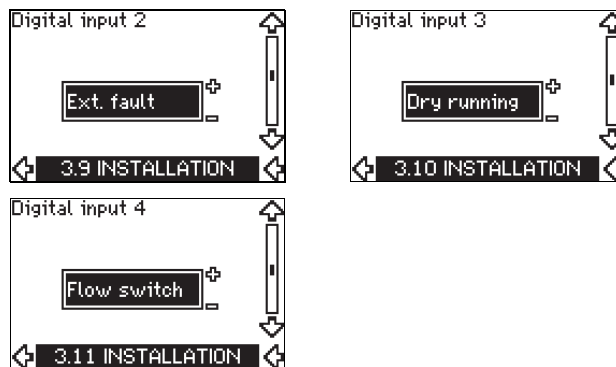 Digital input 2
Ext. fault
3.9 INSTALLATION
Digital input 3
Dry running
3.10 INSTALLATION
Digital input 4
Flow switch
3.11 INSTALLATION